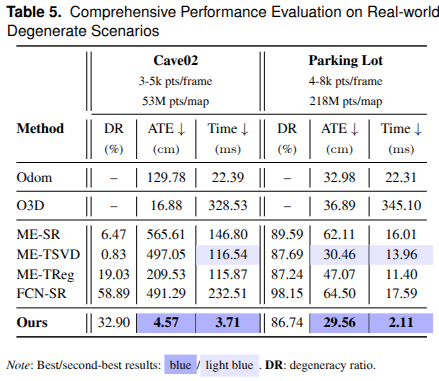 Table 5. Comprehensive Performance Evaluation on Real-world
Degenerate Scenarios
Cave02 Parking Lot
3-5k pts/frame 4-8k pts/frame
53M pts/map 218M pts/map
Method DR ATE ↓ Time ↓ DR ATE ↓ Time ↓
(%) (cm) (ms) (%) (cm) (ms)
Odom – 129.78 22.39 – 32.98 22.31
O3D – 16.88 328.53 – 36.89 345.10
ME-SR 6.47 565.61 146.80 89.59 62.11 16.01
ME-TSVD 0.83 497.05 116.54 87.69 30.46 13.96
ME-TReg 19.03 209.53 115.87 87.24 47.07 11.40
FCN-SR 58.89 491.29 232.51 98.15 64.50 17.59
Ours 32.90 4.57 3.71 86.74 29.56 2.11
Note: Best/second-best results: blue / light blue . DR: degeneracy ratio.